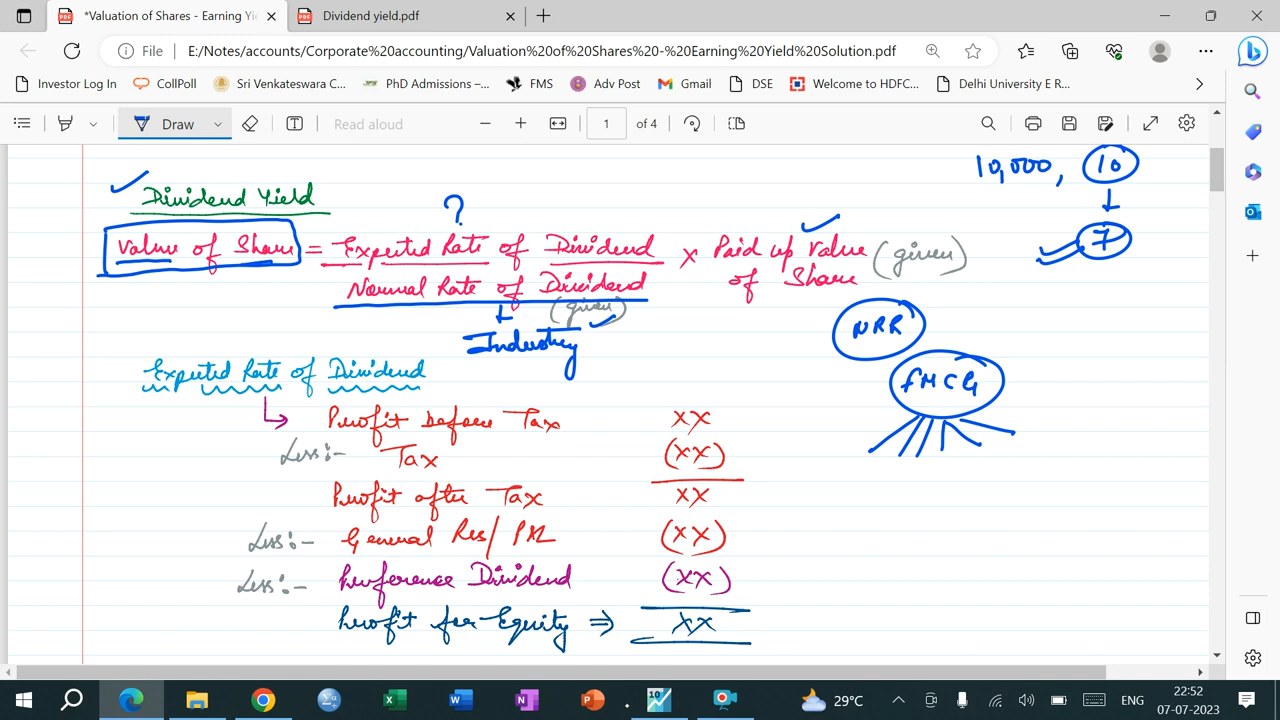 *Valuation of Shares - Earning Yie
Dividend yield.pdf
File
E:/Notes/accounts/Corporate%20accounting/Valuation%20of%20Shares%20-%20Earning%20Yield%20Solution.pdf
Investor Log In
CollPoll
Sri Venkateswara C...
PhD Admissions –...
FMS
Adv Post
Gmail
DSE
Welcome to HDFC...
Delhi University E R...
Draw
Read aloud
1
of 4
10,000, 10
Dividend Yield
?
7
Value of Share = Expected Rate of Dividend × Paid up Value (given)
Normal Rate of Dividend of Share
(given)
Industry
NRR
FMCG
Expected Rate of Dividend
Profit before Tax XX
Less:- Tax (XX)
Profit after Tax XX
Less:- General Res/ P&L (XX)
Less:- Preference Dividend (XX)
Profit for Equity ⇒ XX
29°C
ENG
22:52
07-07-2023